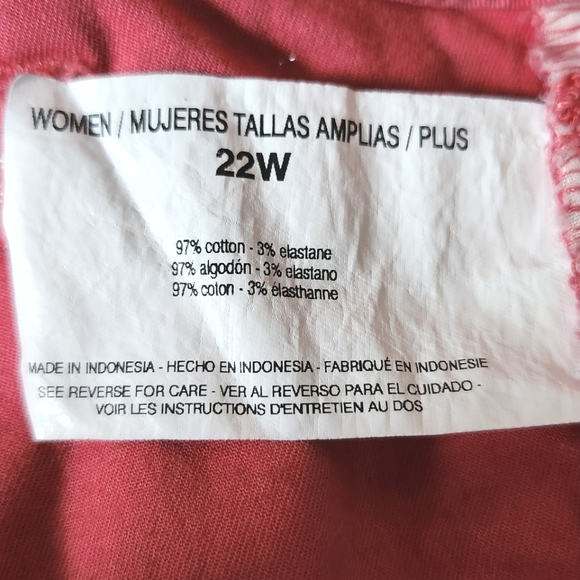 WOMEN / MUJERES TALLAS AMPLIAS / PLUS
22W
97% cotton - 3% elastane
97% algodón - 3% elastano
97% coton - 3% élasthanne
MADE IN INDONESIA - HECHO EN INDONESIA - FABRIQUÉ EN INDONESIE
SEE REVERSE FOR CARE - VER AL REVERSO PARA EL CUIDADO -
VOIR LES INSTRUCTIONS D'ENTRETIEN AU DOS